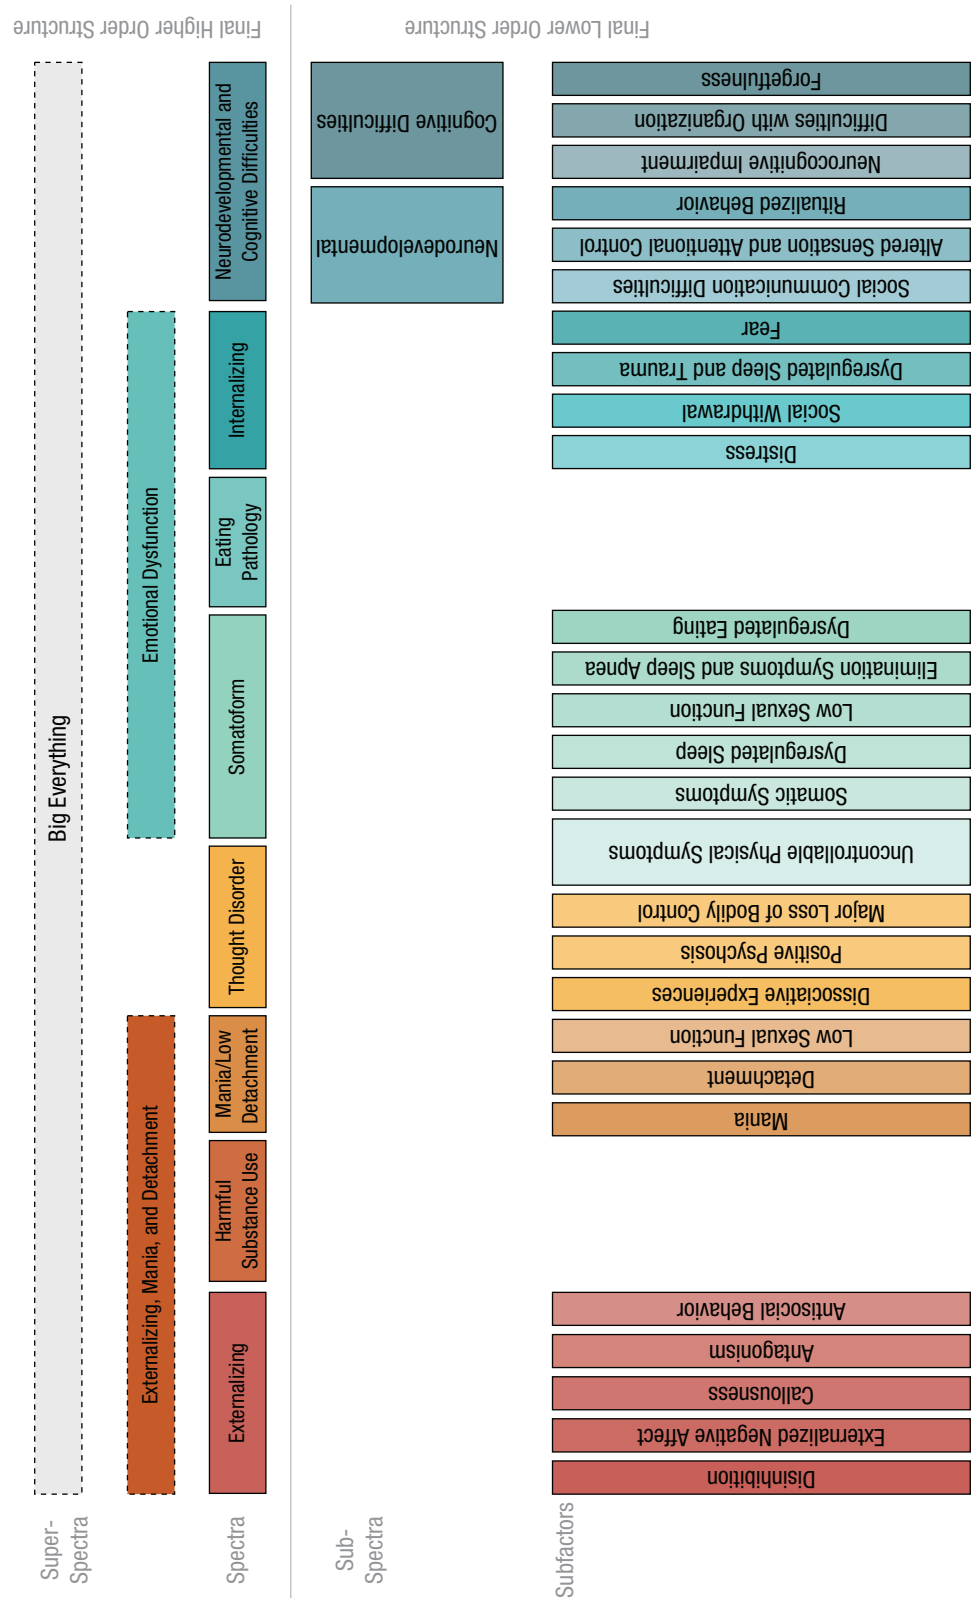 Final Higher Order Structure
Final Lower Order Structure
Super-
Spectra
Big Everything
Externalizing, Mania, and Detachment
Emotional Dysfunction
Spectra
Externalizing
Harmful
Substance Use
Mania/Low
Detachment
Thought Disorder
Somatoform
Eating
Pathology
Internalizing
Neurodevelopmental and
Cognitive Difficulties
Sub-
Spectra
Neurodevelopmental
Cognitive Difficulties
Subfactors
Disinhibition
Externalized Negative Affect
Callousness
Antagonism
Antisocial Behavior
Mania
Detachment
Low Sexual Function
Dissociative Experiences
Positive Psychosis
Major Loss of Bodily Control
Uncontrollable Physical Symptoms
Somatic Symptoms
Dysregulated Sleep
Low Sexual Function
Elimination Symptoms and Sleep Apnea
Dysregulated Eating
Distress
Social Withdrawal
Dysregulated Sleep and Trauma
Fear
Social Communication Difficulties
Altered Sensation and Attentional Control
Ritualized Behavior
Neurocognitive Impairment
Difficulties with Organization
Forgetfulness